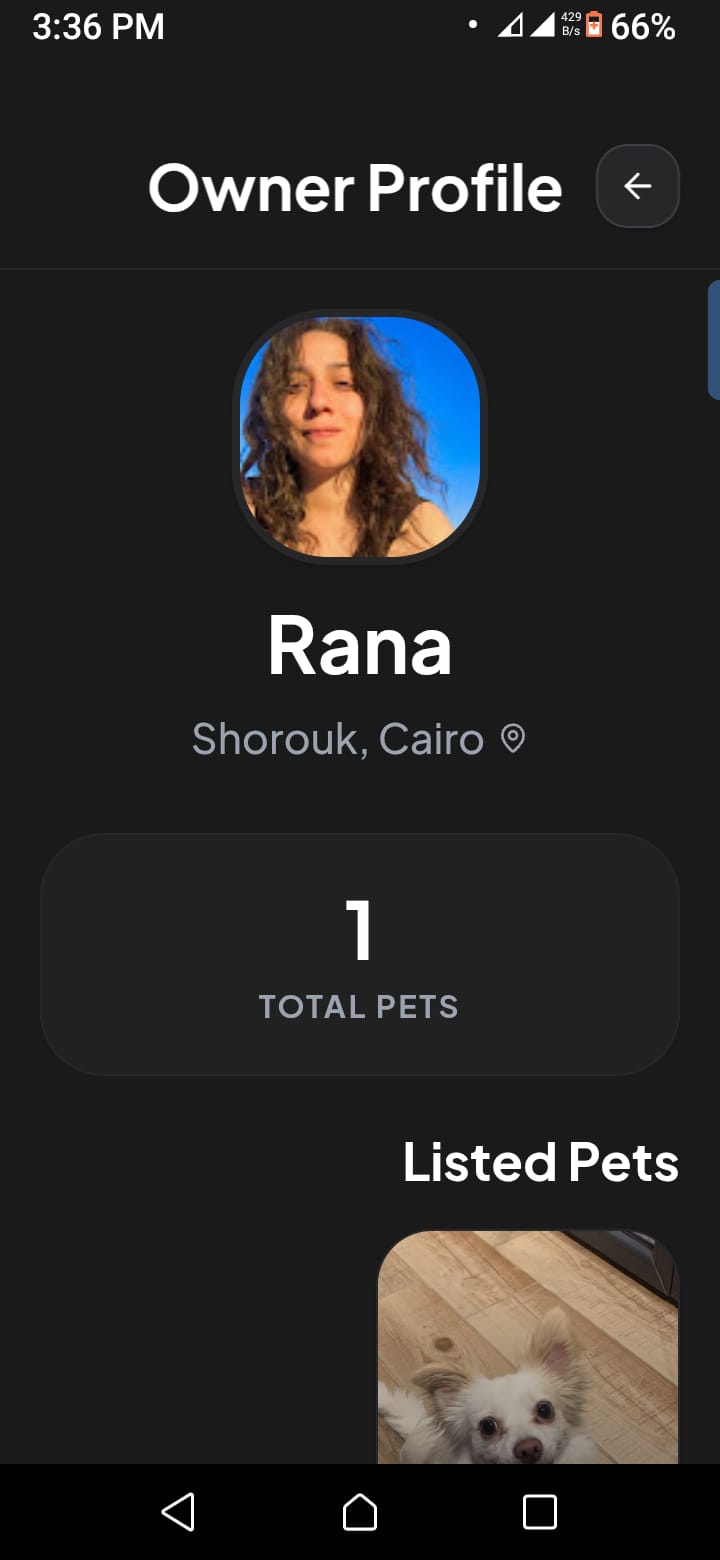 3:36 PM
429
B/s
66%
Owner Profile
Rana
Shorouk, Cairo
1
TOTAL PETS
Listed Pets